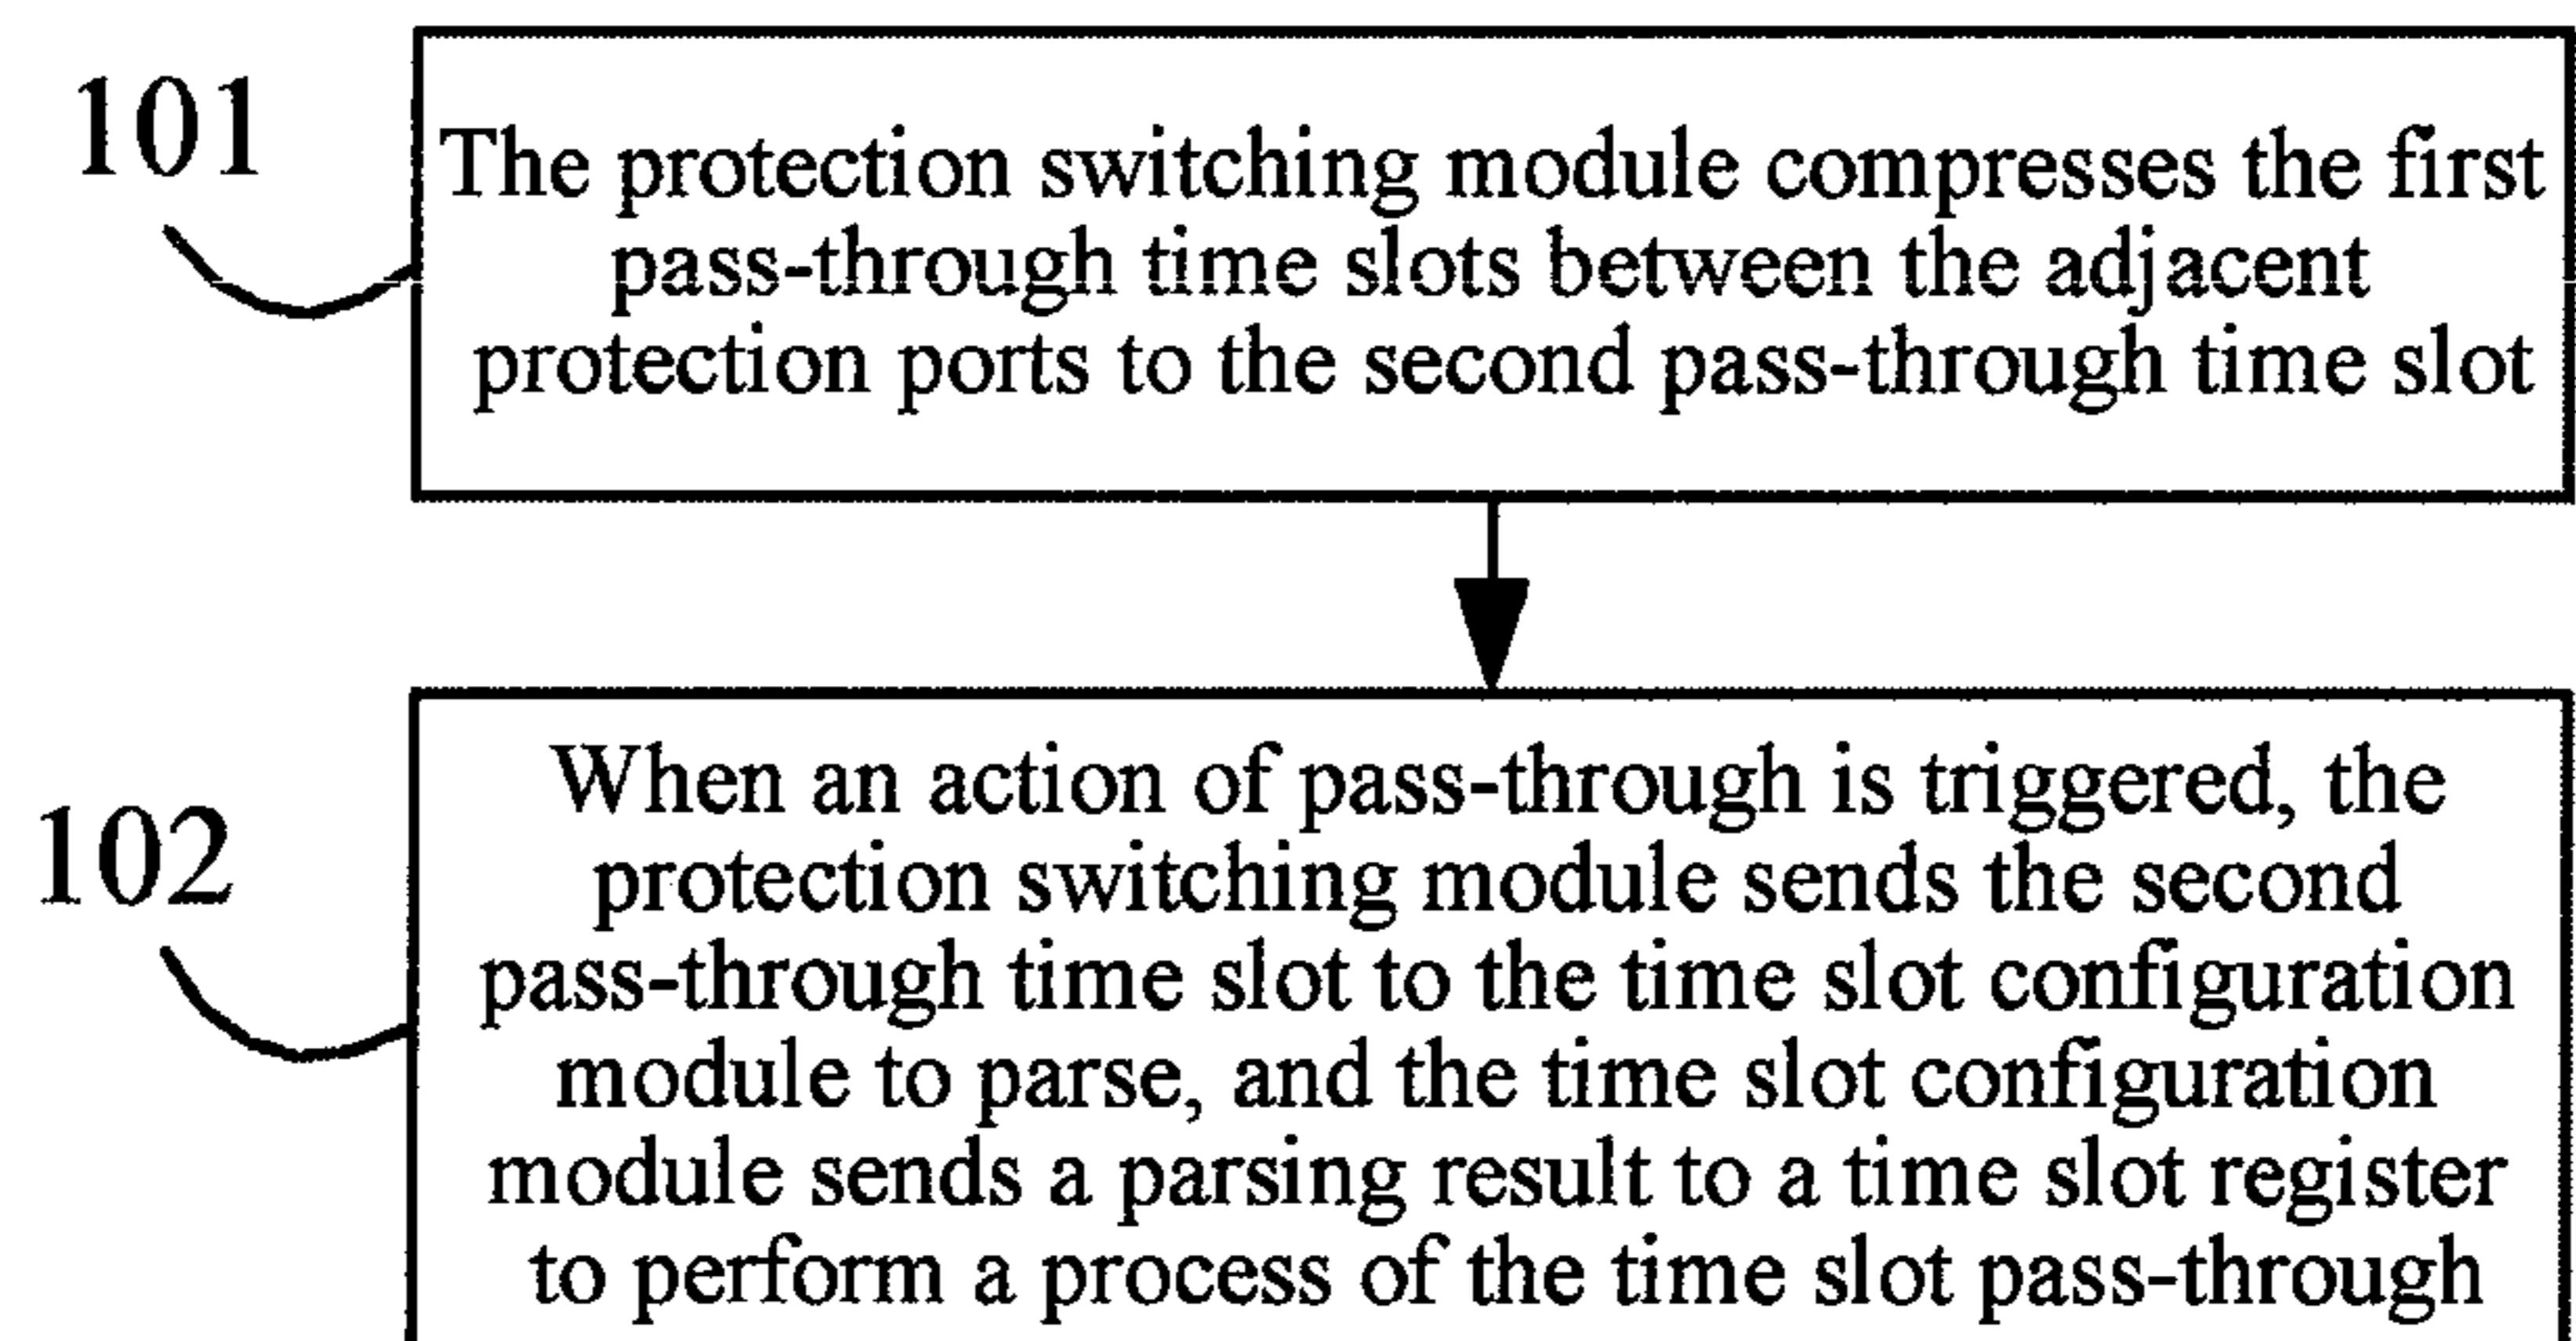 101
The protection switching module compresses the first
pass-through time slots between the adjacent
protection ports to the second pass-through time slot
102
When an action of pass-through is triggered, the
protection switching module sends the second
pass-through time slot to the time slot configuration
module to parse, and the time slot configuration
module sends a parsing result to a time slot register
to perform a process of the time slot pass-through